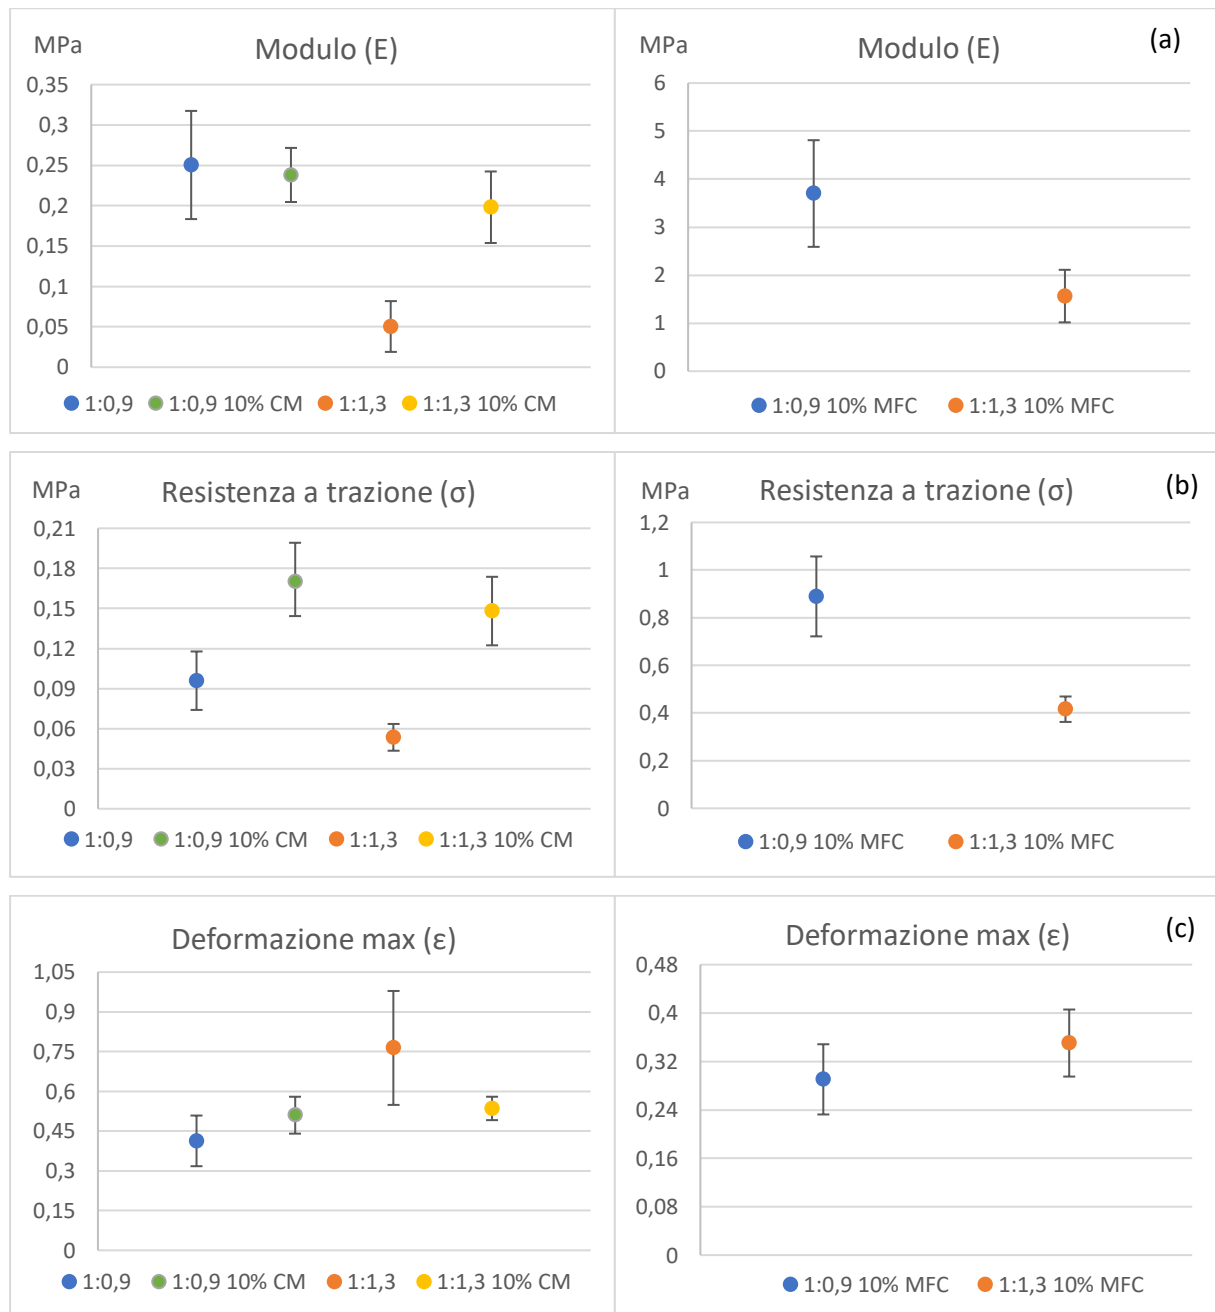 MPa
Modulo (E)
0,35
0,3
0,25
0,2
0,15
0,1
0,05
0
1:0,9 1:0,9 10% CM 1:1,3 1:1,3 10% CM
MPa
Modulo (E)
(a)
6
5
4
3
2
1
0
1:0,9 10% MFC 1:1,3 10% MFC
MPa
Resistenza a trazione (σ)
0,21
0,18
0,15
0,12
0,09
0,06
0,03
0
1:0,9 1:0,9 10% CM 1:1,3 1:1,3 10% CM
MPa
Resistenza a trazione (σ)
(b)
1,2
1
0,8
0,6
0,4
0,2
0
1:0,9 10% MFC 1:1,3 10% MFC
Deformazione max (ε)
1,05
0,9
0,75
0,6
0,45
0,3
0,15
0
1:0,9 1:0,9 10% CM 1:1,3 1:1,3 10% CM
Deformazione max (ε)
(c)
0,48
0,4
0,32
0,24
0,16
0,08
0
1:0,9 10% MFC 1:1,3 10% MFC